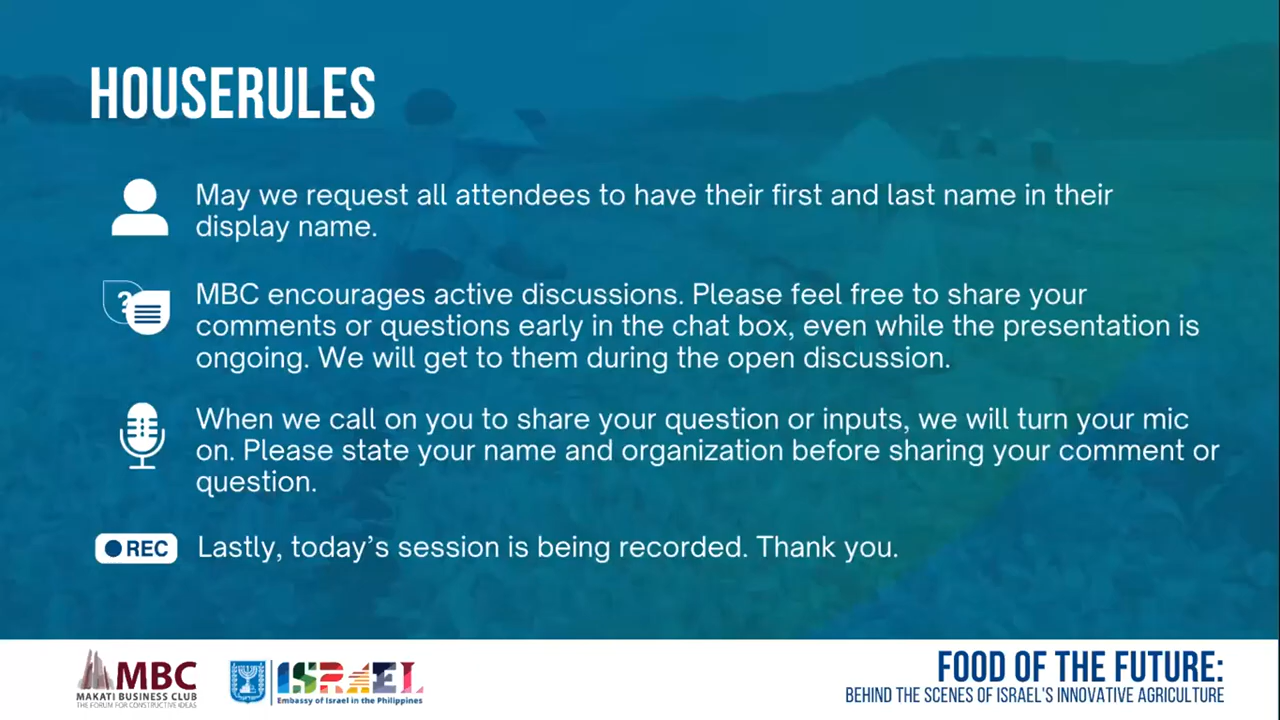 HOUSERULES
May we request all attendees to have their first and last name in their
display name.
?
MBC encourages active discussions. Please feel free to share your
comments or questions early in the chat box, even while the presentation is
ongoing. We will get to them during the open discussion.
When we call on you to share your question or inputs, we will turn your mic
on. Please state your name and organization before sharing your comment or
question.
REC
Lastly, today's session is being recorded. Thank you.
MBC
MAKATI BUSINESS CLUB
THE FORUM FOR CONSTRUCTIVE IDEAS
ISRAEL
Embassy of Israel in the Philippines
FOOD OF THE FUTURE:
BEHIND THE SCENES OF ISRAEL'S INNOVATIVE AGRICULTURE